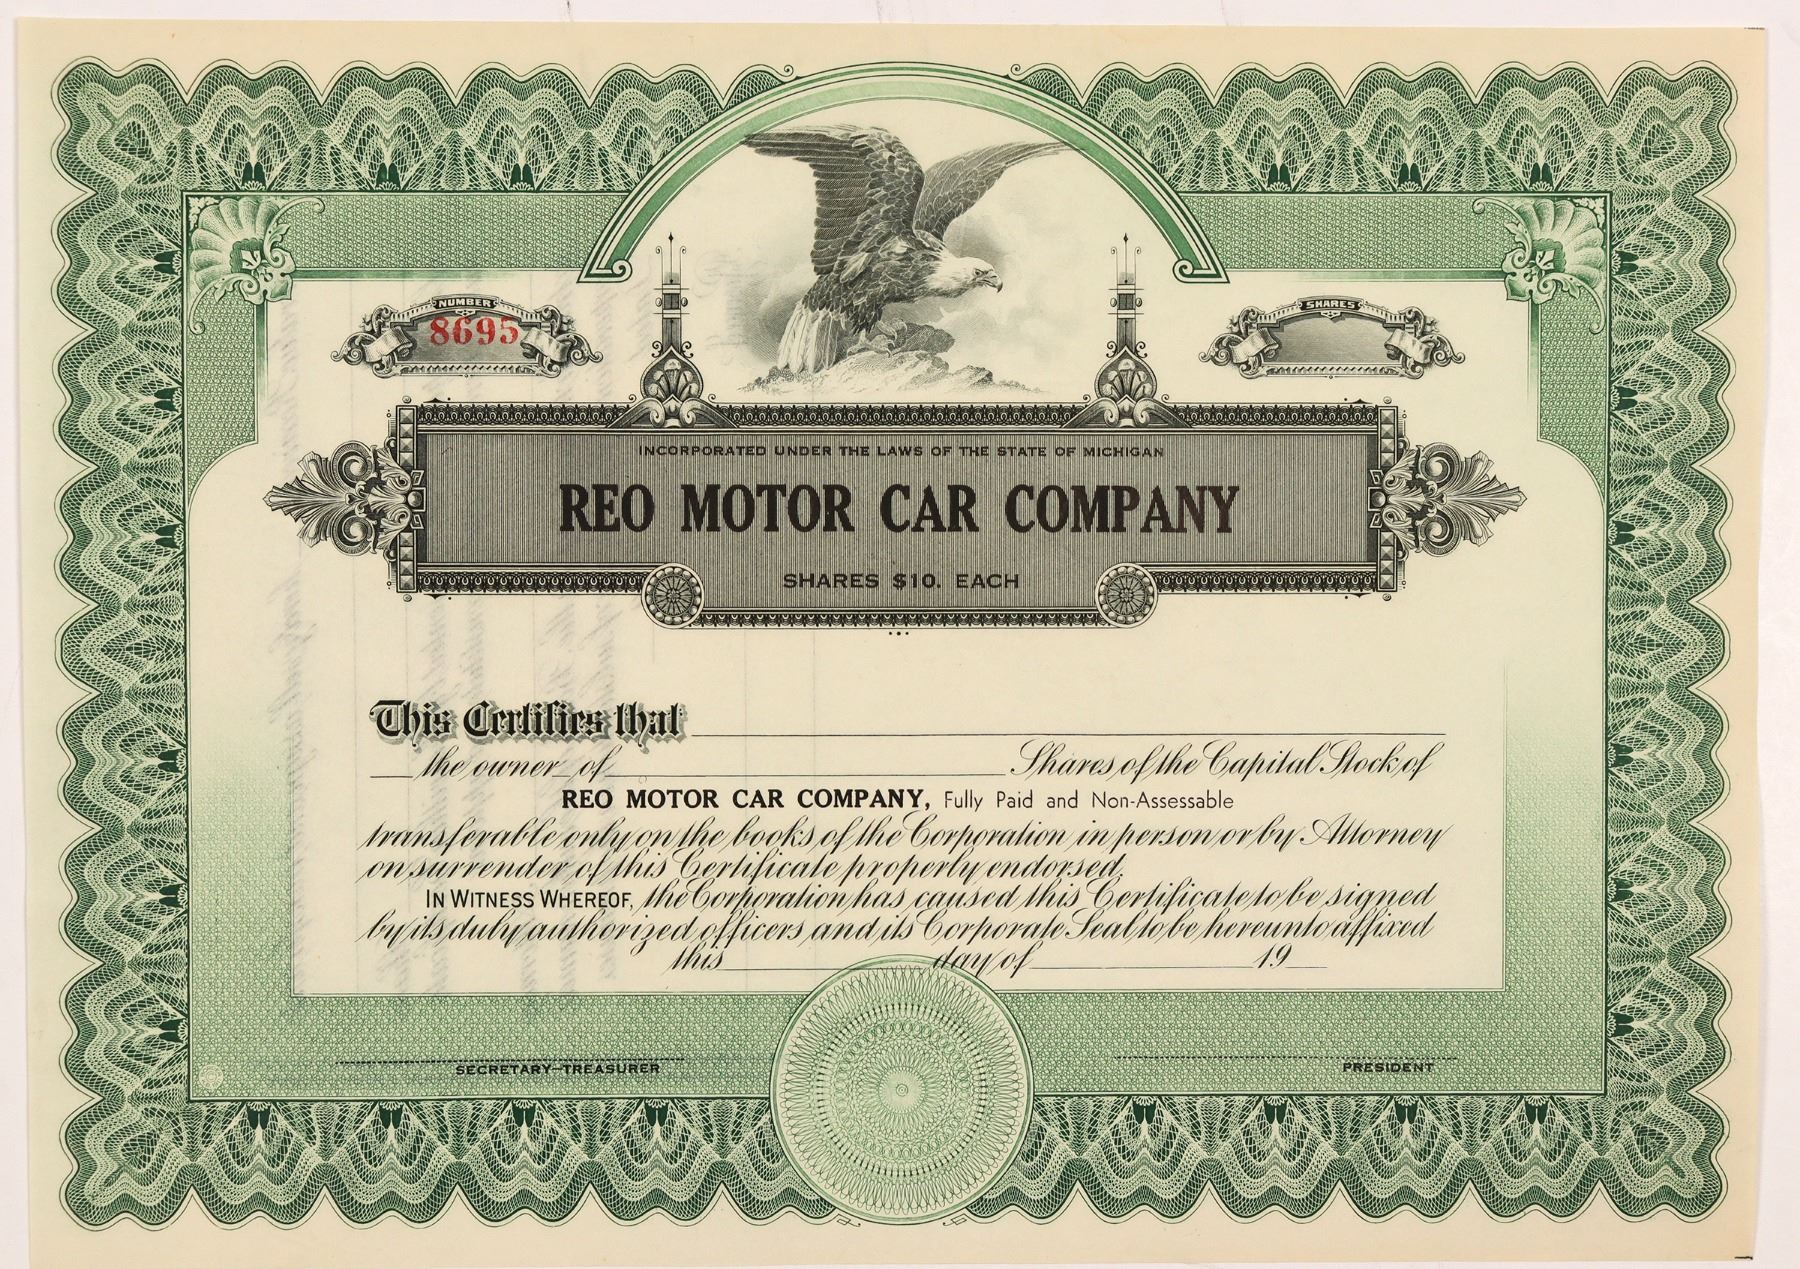 NUMBER
8695
SHARES
INCORPORATED UNDER THE LAWS OF THE STATE OF MICHIGAN
REO MOTOR CAR COMPANY
SHARES $10. EACH
This Certifies that
the owner of Shares of the Capital Stock of
REO MOTOR CAR COMPANY, Fully Paid and Non-Assessable
transferable only on the books of the Corporation in person or by Attorney
on surrender of this Certificate properly endorsed.
IN WITNESS WHEREOF, the Corporation has caused this Certificate to be signed
by its duly authorized officers and its Corporate Seal to be hereunto affixed
this day of 19
SECRETARY-TREASURER
PRESIDENT